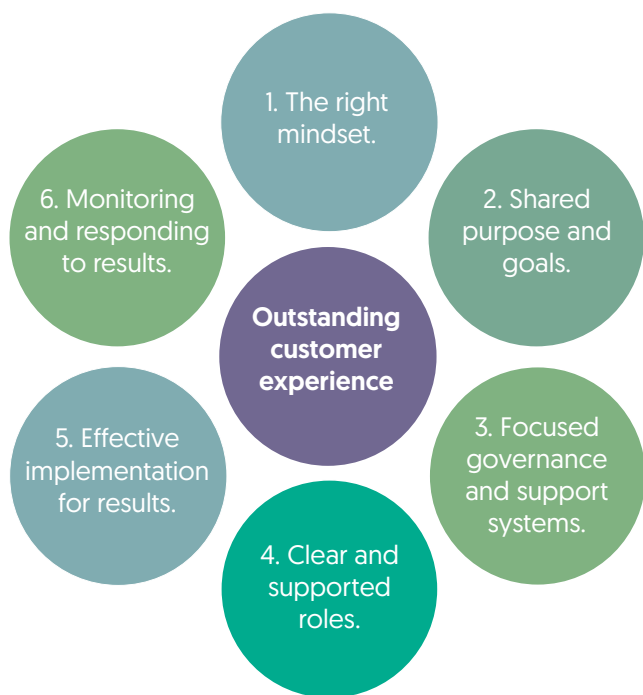 1. The right
mindset.
2. Shared
purpose and
goals.
3. Focused
governance
and support
systems.
4. Clear and
supported
roles.
5. Effective
implementation
for results.
6. Monitoring
and responding
to results.
Outstanding
customer
experience